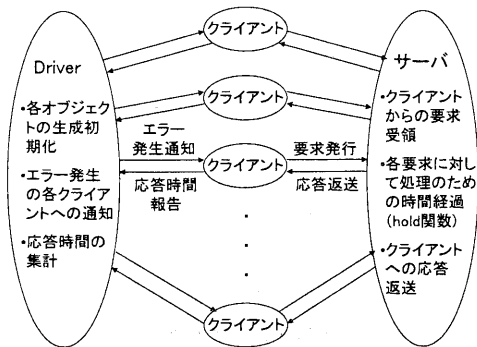 クライアント
Driver
・各オブジェク
トの生成初
期化
・エラー発生
の各クライア
ントへの通知
・応答時間の
集計
クライアント
エラー
発生通知
クライアント
要求発行
応答時間
報告
応答返送
クライアント
サーバ
・クライアント
からの要求
受領
・各要求に対し
て処理のため
の時間経過
(hold関数)
・クライアント
への応答
返送